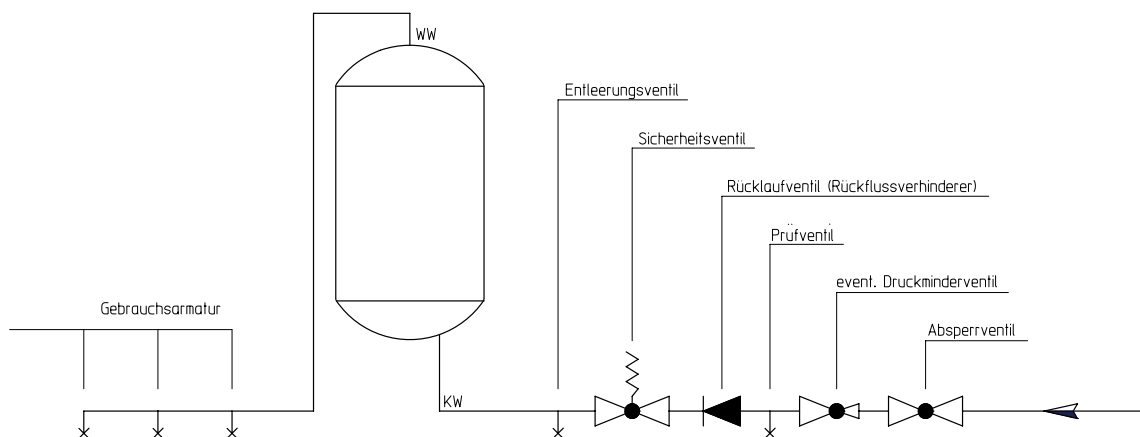 WW
Entleerungsventil
Sicherheitsventil
Rücklaufventil (Rückflussverhinderer)
Prüfventil
event. Druckminderventil
Gebrauchsarmatur
Absperrventil
KW